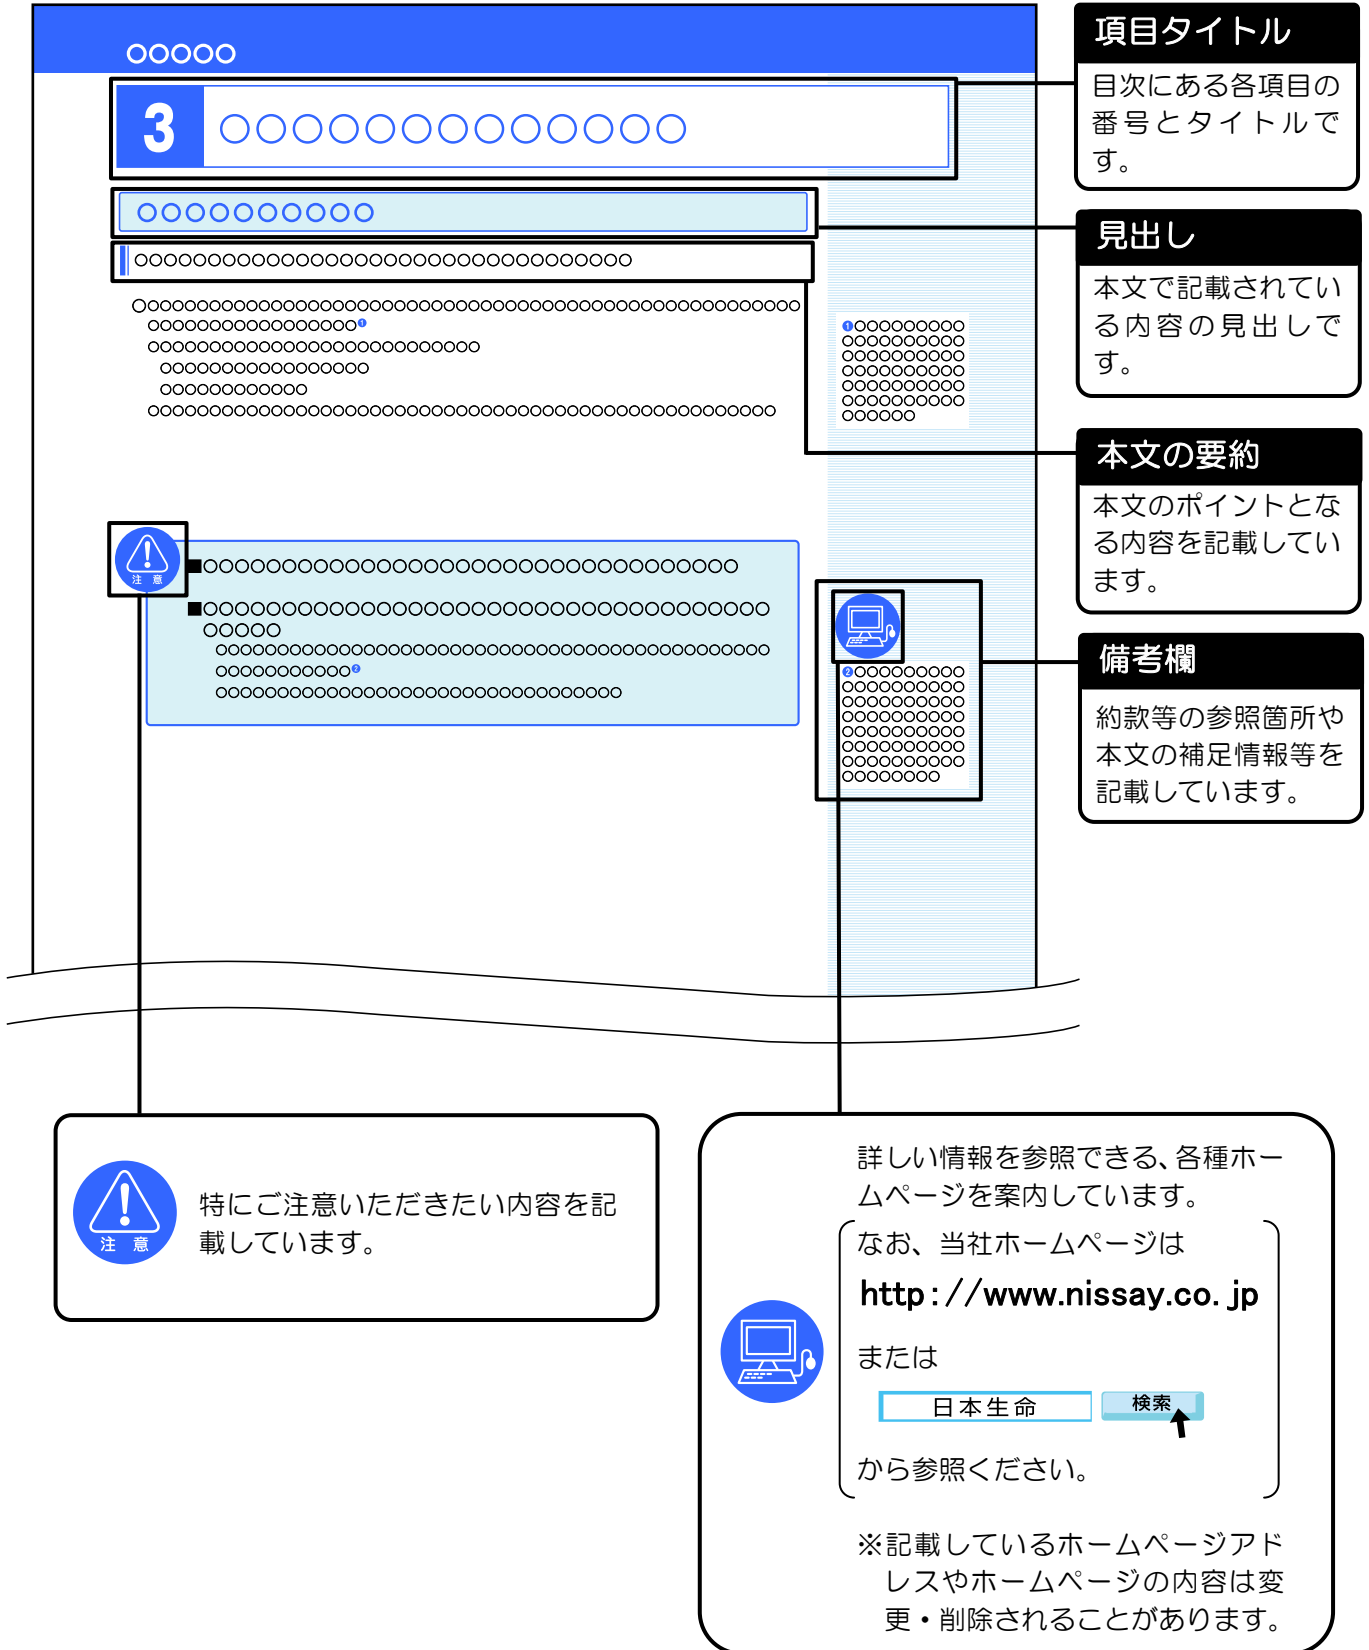 ○○○○○
3 ○○○○○○○○○○○○○
○○○○○○○○○○
○○○○○○○○○○○○○○○○○○○○○○○○○○○○○○○○○○
注 意
項目タイトル
目次にある各項目の
番号とタイトルで
す。
見出し
本文で記載されてい
る内容の見出しで
す。
本文の要約
本文のポイントとな
る内容を記載してい
ます。
備考欄
約款等の参照箇所や
本文の補足情報等を
記載しています。
注 意
特にご注意いただきたい内容を記
載しています。
詳しい情報を参照できる、各種ホー
ムページを案内しています。
なお、当社ホームページは
http://www.nissay.co.jp
または
日本生命 検索
から参照ください。
※記載しているホームページアド
レスやホームページの内容は変
更・削除されることがあります。